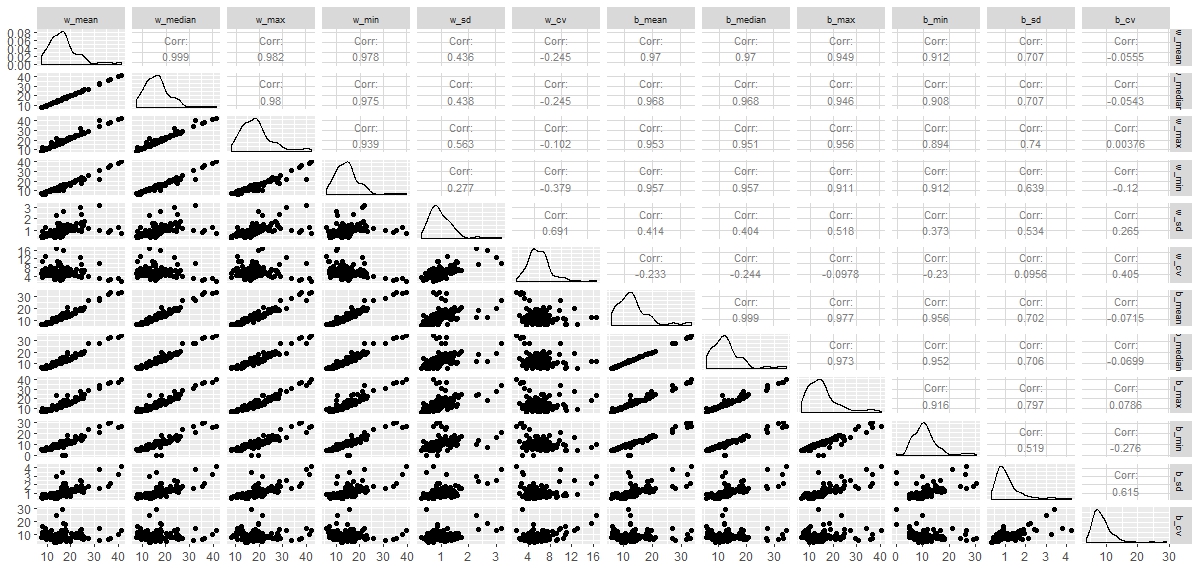 w_mean w_median w_max w_min w_sd w_cv b_mean b_median b_max b_min b_sd b_cv
0.08 Corr: Corr: Corr: Corr: Corr: Corr: Corr: Corr: Corr: Corr: Corr: w_mean
0.06
0.04
0.02 0.999 0.982 0.978 0.436 -0.245 0.97 0.97 0.949 0.912 0.707 -0.0555
0.00
40 Corr: Corr: Corr: Corr: Corr: Corr: Corr: Corr: Corr: Corr:
30
20 0.98 0.975 0.438 -0.245 0.968 0.968 0.946 0.908 0.707 -0.0543
10
40 Corr: Corr: Corr: Corr: Corr: Corr: Corr: Corr: Corr: w_max
30
20 0.939 0.563 -0.102 0.953 0.951 0.956 0.894 0.74 0.00376
10
40 Corr: Corr: Corr: Corr: Corr: Corr: Corr: Corr: w_min
30
20 0.277 -0.379 0.957 0.957 0.911 0.912 0.639 -0.12
10
3 Corr: Corr: Corr: Corr: Corr: Corr: Corr: w_sd
2
1 0.691 0.414 0.404 0.518 0.373 0.534 0.265
16 Corr: Corr: Corr: Corr: Corr: Corr: w_cv
12
8
4 -0.233 -0.244 -0.0978 -0.23 0.0956 0.405
30 Corr: Corr: Corr: Corr: Corr: b_mean
20
10 0.999 0.977 0.956 0.702 -0.0715
30 Corr: Corr: Corr: Corr:
20
10 0.973 0.952 0.706 -0.0699
40 Corr: Corr: Corr: b_max
30
20 0.916 0.797 0.0786
10
30 Corr: Corr: b_min
20
10 0.519 -0.276
0
4 Corr: b_sd
3
2
1 0.615
30 b_cv
20
10
10 20 30 40 10 20 30 40 10 20 30 40 10 20 30 40 1 2 3 4 8 12 16 10 20 30 10 20 30 10 20 30 40 0 10 20 30 1 2 3 4 10 20 30